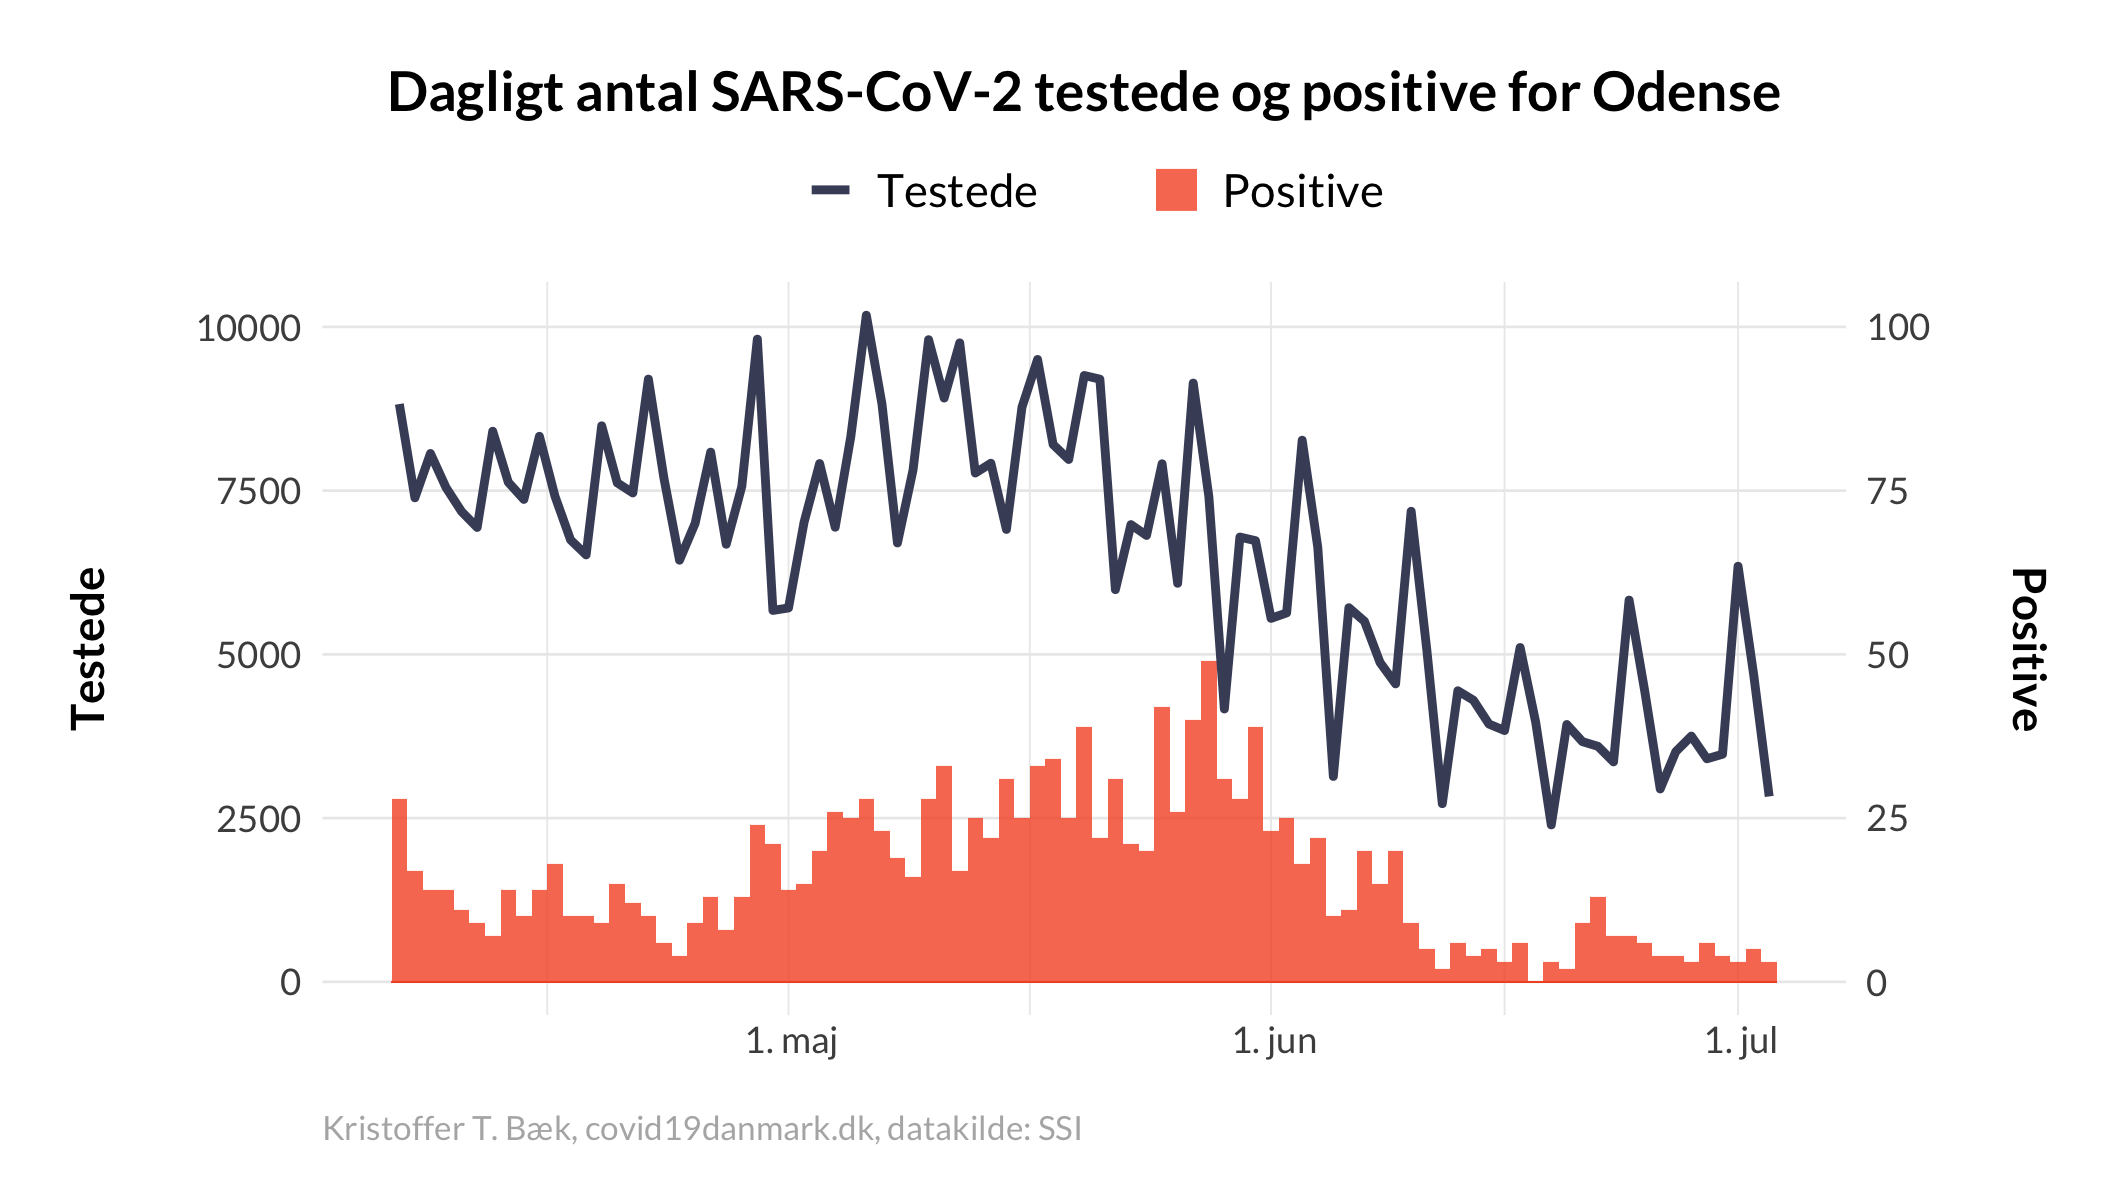 Dagligt antal SARS-CoV-2 testede og positive for Odense
Testede
Positive
10000
7500
5000
2500
0
100
75
50
25
0
Testede
Positive
1. maj
1. jun
1. jul
Kristoffer T. Bæk, covid19danmark.dk, datakilde: SSI